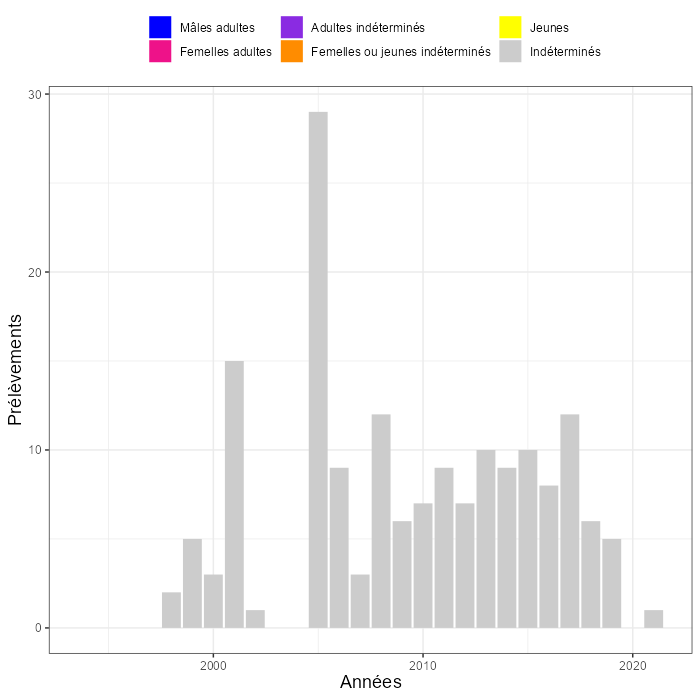 Mâles adultes
Adultes indéterminés
Jeunes
Femelles adultes
Femelles ou jeunes indéterminés
Indéterminés
30
20
10
0
Prélèvements
2000
2010
2020
Années